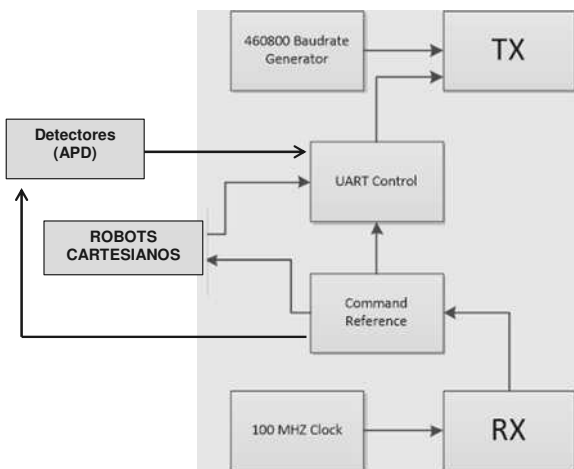 460800 Baudrate
Generator
TX
Detectores
(APD)
UART Control
ROBOTS
CARTESIANOS
Command
Reference
100 MHZ Clock
RX